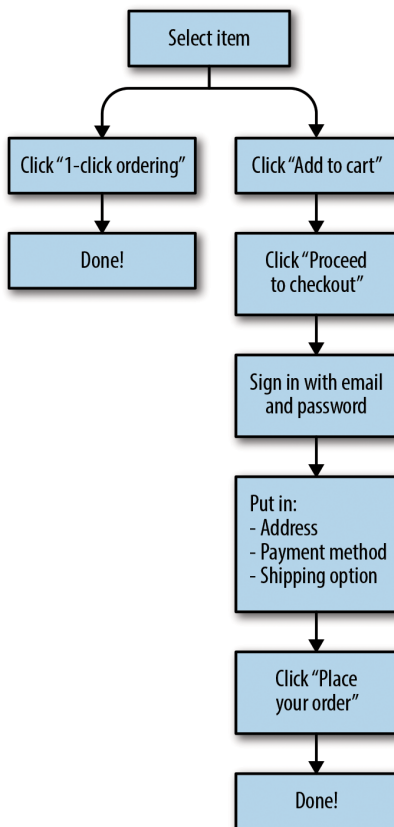 Select item
Click “1-click ordering”
Done!
Click “Add to cart”
Click “Proceed
to checkout”
Sign in with email
and password
Put in:
- Address
- Payment method
- Shipping option
Click “Place
your order”
Done!